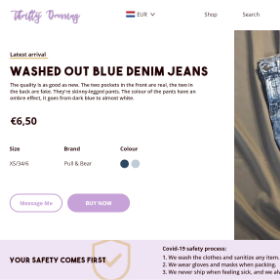 Thrifty Dressing
EUR
Shop
Search
Latest arrival
WASHED OUT BLUE DENIM JEANS
The quality is as good as new. The two pockets in the front are real, the two in
the back are fake. They're skinny-legged pants. The colour of the pants have an
ombre effect, it goes from dark blue to almost white.
€6,50
Size
Brand
Colour
XS/34/6
Pull & Bear
Message Me
BUY NOW
YOUR SAFETY COMES FIRST
Covid-19 safety process:
1. We wash the clothes and sanitize any item
2. We wear gloves and masks when packing
3. We never ship when feeling sick, and we